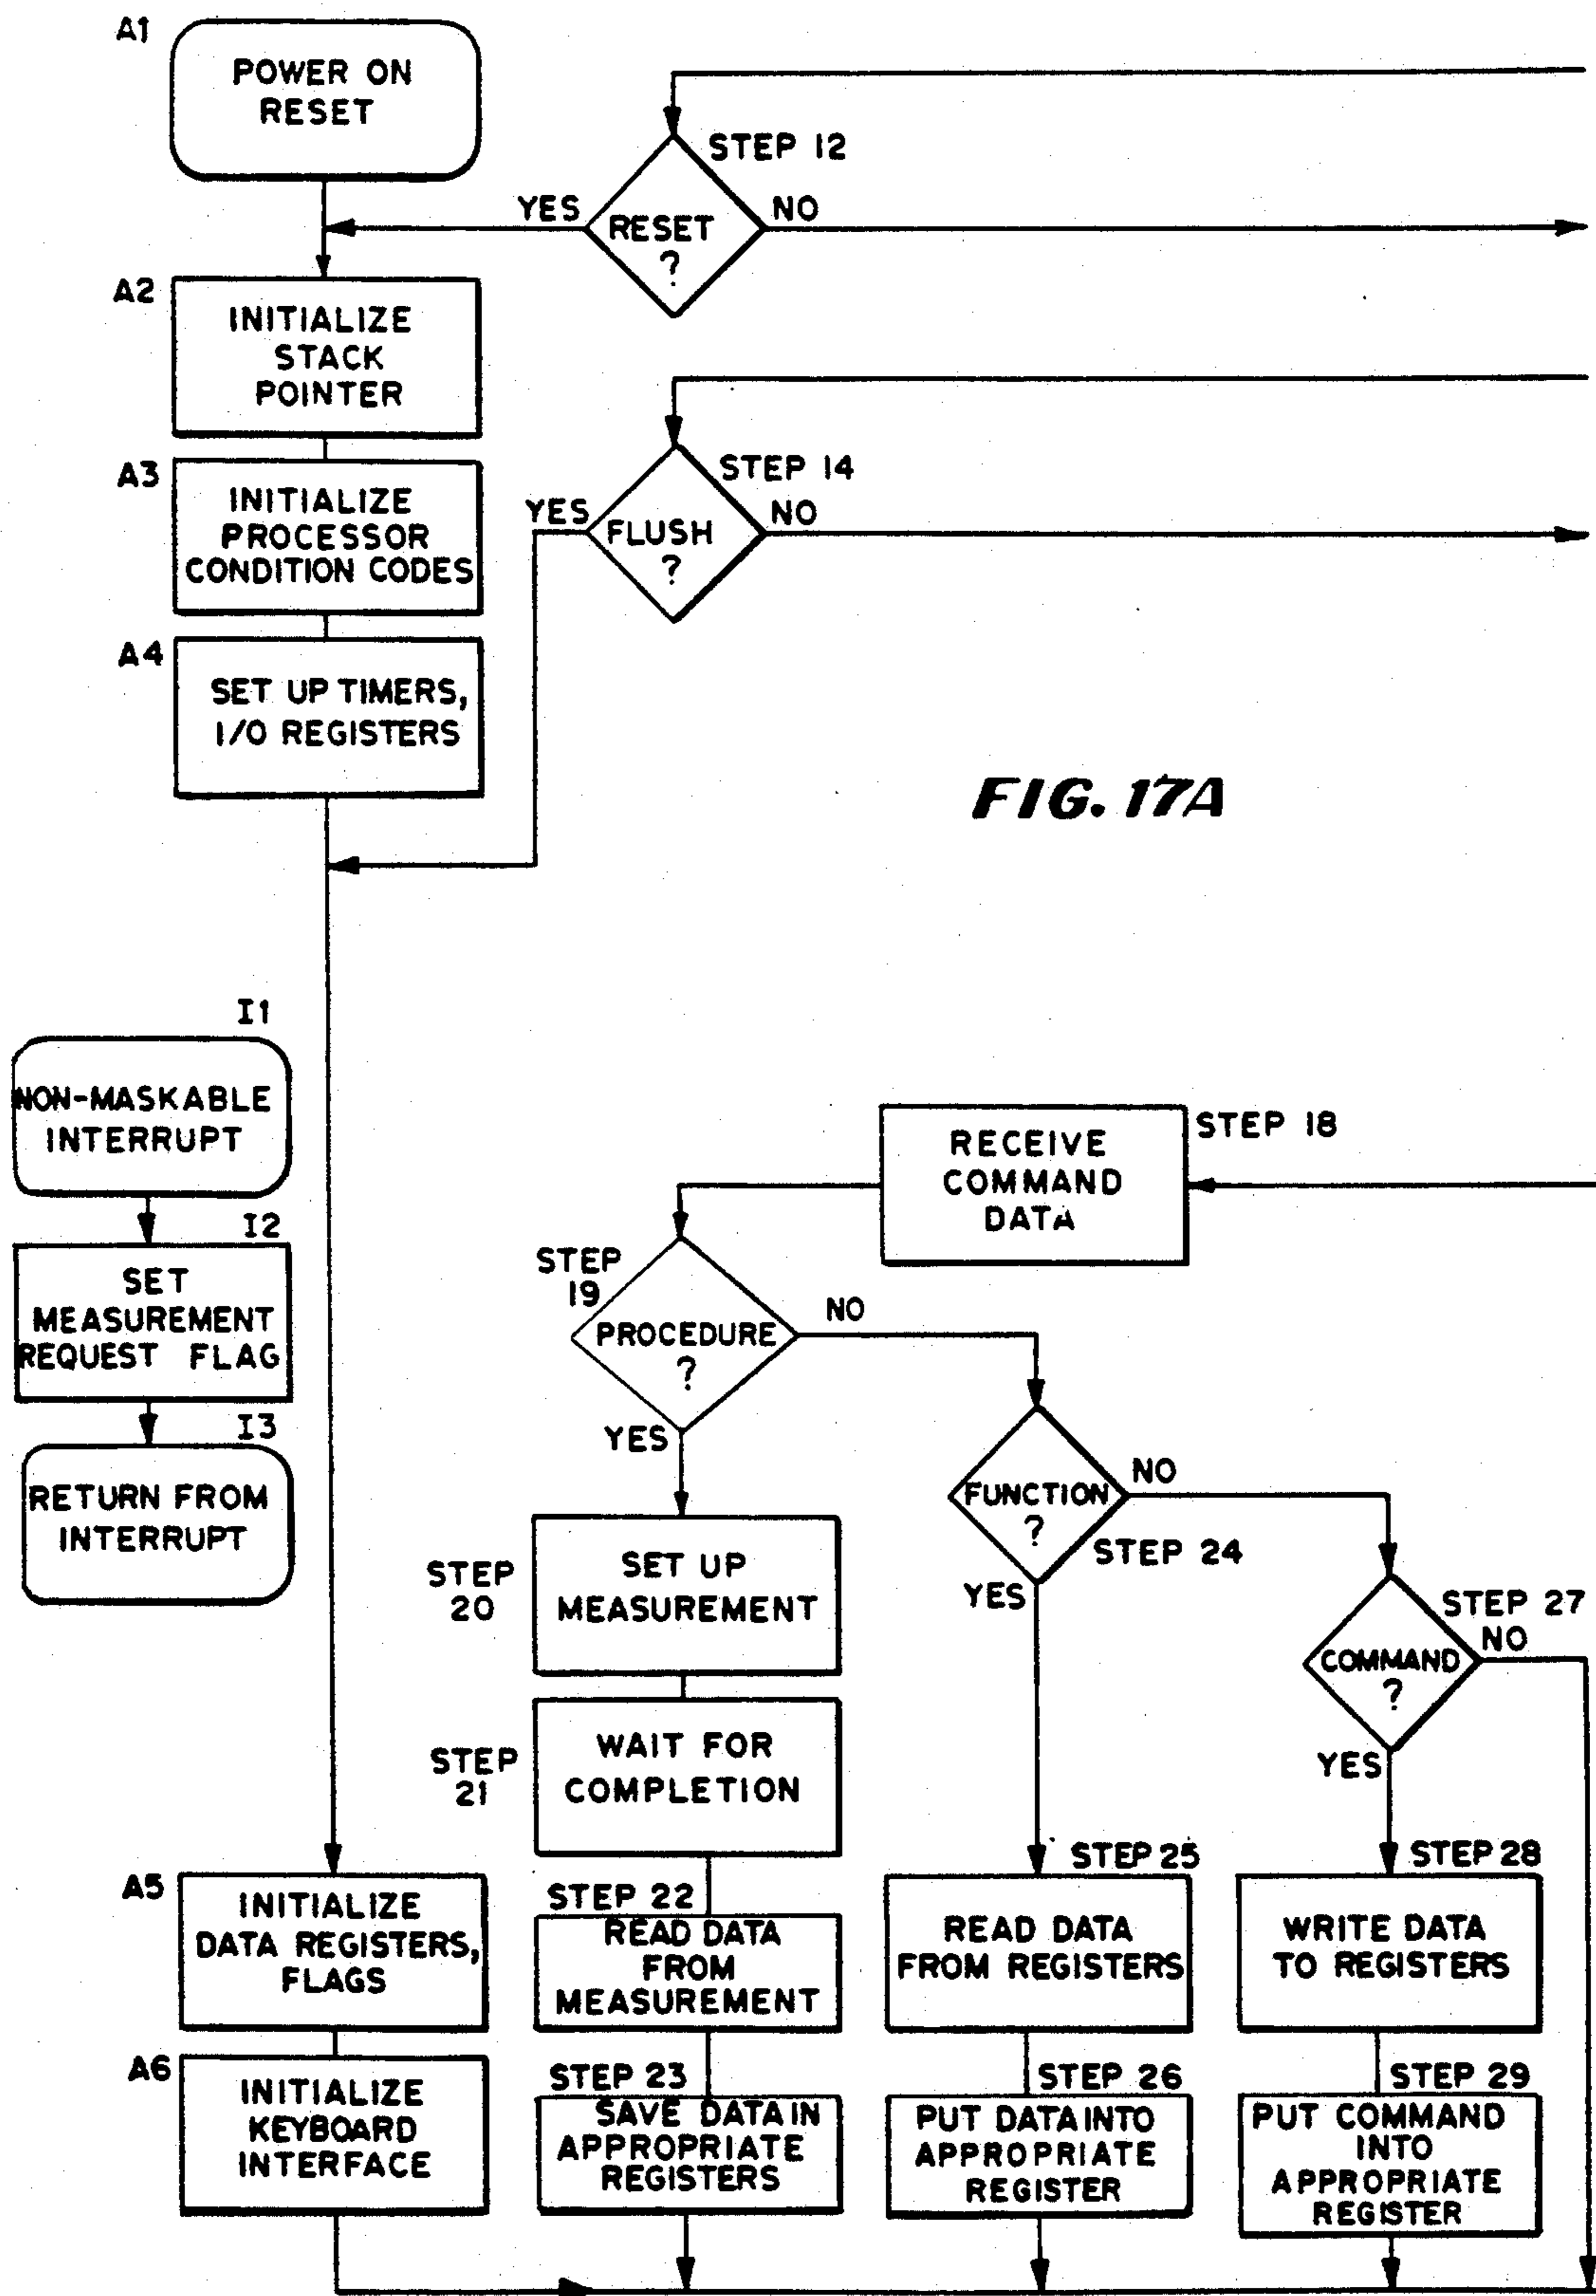 A1
POWER ON
RESET
STEP 12
YES
RESET
?
NO
A2
INITIALIZE
STACK
POINTER
A3
INITIALIZE
PROCESSOR
CONDITION CODES
STEP 14
YES
FLUSH
?
NO
A4
SET UP TIMERS,
I/O REGISTERS
FIG. 17A
I1
NON-MASKABLE
INTERRUPT
I2
SET
MEASUREMENT
REQUEST FLAG
I3
RETURN FROM
INTERRUPT
RECEIVE
COMMAND
DATA
STEP 18
STEP
19
PROCEDURE
?
NO
YES
FUNCTION
?
NO
STEP 24
YES
STEP 27
COMMAND
?
NO
YES
STEP
20
SET UP
MEASUREMENT
STEP
21
WAIT FOR
COMPLETION
A5
INITIALIZE
DATA REGISTERS,
FLAGS
STEP 22
READ DATA
FROM
MEASUREMENT
STEP 25
READ DATA
FROM REGISTERS
STEP 28
WRITE DATA
TO REGISTERS
A6
INITIALIZE
KEYBOARD
INTERFACE
STEP 23
SAVE DATA IN
APPROPRIATE
REGISTERS
STEP 26
PUT DATA INTO
APPROPRIATE
REGISTER
STEP 29
PUT COMMAND
INTO
APPROPRIATE
REGISTER